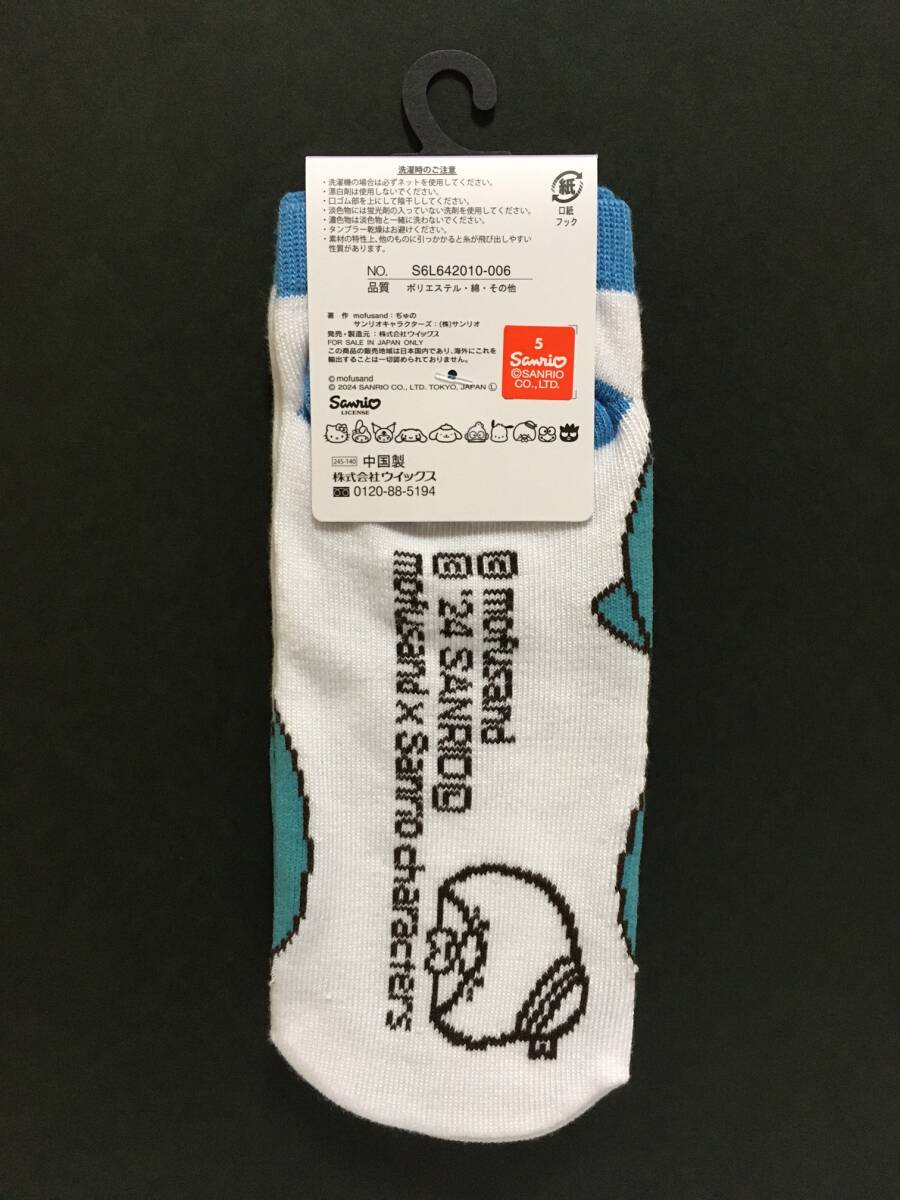 洗濯時のご注意
・洗濯機の場合は必ずネットを使用してください。
・漂白剤は使用しないでください。
・口ゴム部を上にして陰干ししてください。
・淡色物には蛍光剤の入っていない洗剤を使用してください。
・濃色物は淡色物と一緒に洗わないでください。
・タンブラー乾燥はお避けください。
・素材の特性上、他のものに引っかかると糸が飛び出しやすい
性質があります。
紙
口紙
フック
NO. S6L642010-006
品質 ポリエステル・綿・その他
著 作 mofusand:ぢゅの
サンリオキャラクターズ:(株)サンリオ
発売・製造元:株式会社ウイックス
FOR SALE IN JAPAN ONLY
この商品の販売地域は日本国内であり、海外にこれを
輸出することは一切認められておりません。
5
Sanrio
©SANRIO
CO., LTD.
©mofusand
© 2024 SANRIO CO., LTD. TOKYO, JAPAN Ⓛ
Sanrio
LICENSE
245-140 中国製
株式会社ウイックス
0120-88-5194
mofusand
'24 SANRIO
mofusand x Sanrio characters